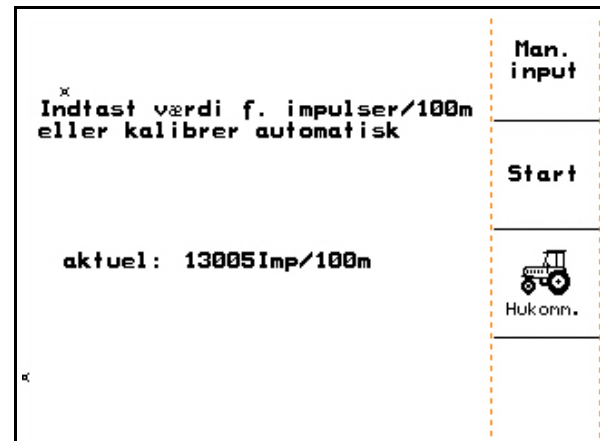 Man.
input
Indtast værdi f. impulser/100m
eller kalibrer automatisk
Start
aktuel: 13005Imp/100m
Hukomm.